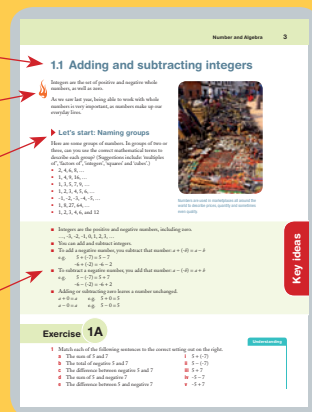 Number and Algebra 3
1.1 Adding and subtracting integers
Integers are the set of positive and negative whole
numbers, as well as zero.
As we saw last year, being able to work with whole
numbers is very important, as numbers make up our
everyday lives.
Let's start: Naming groups
Here are some groups of numbers. In groups of two or
three, can you use the correct mathematical terms to
describe each group? (Suggestions include: 'multiples
of', 'factors of', 'integers', 'squares' and 'cubes'.)
• 2, 4, 6, 8, …
• 1, 4, 9, 16, …
• 1, 3, 5, 7, 9, …
• 1, 2, 3, 4, 5, 6, …
• -1, -2, -3, -4, -5, …
• 1, 8, 27, 64, …
• 1, 2, 3, 4, 6, and 12
Numbers are used in marketplaces all around the
world to describe prices, quantity and sometimes
even quality.
■ Integers are the positive and negative numbers, including zero.
…, -3, -2, -1, 0, 1, 2, 3, …
■ You can add and subtract integers.
■ To add a negative number, you subtract that number: a + (-b) = a – b
e.g. 5 + (-7) = 5 – 7
-6 + (-2) = -6 – 2
■ To subtract a negative number, you add that number: a – (-b) = a + b
e.g. 5 – (-7) = 5 + 7
-6 – (-2) = -6 + 2
■ Adding or subtracting zero leaves a number unchanged.
a + 0 = a e.g. 5 + 0 = 5
a – 0 = a e.g. 5 – 0 = 5
Key ideas
Exercise 1A
Understanding
1 Match each of the following sentences to the correct setting out on the right.
a The sum of 5 and 7 i 5 + (-7)
b The total of negative 5 and 7 ii 5 – (-7)
c The difference between negative 5 and 7 iii 5 + 7
d The sum of 5 and negative 7 iv -5 – 7
e The difference between 5 and negative 7 v -5 + 7